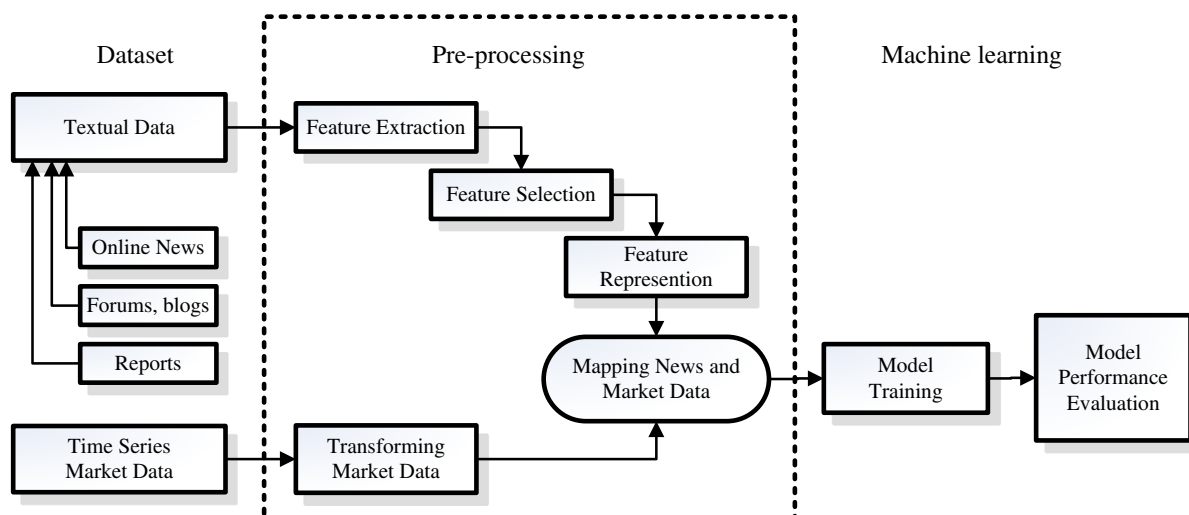 Dataset
Pre-processing
Machine learning
Textual Data
Feature Extraction
Feature Selection
Online News
Feature
Represention
Forums, blogs
Reports
Mapping News and
Market Data
Model
Training
Model
Performance
Evaluation
Time Series
Market Data
Transforming
Market Data